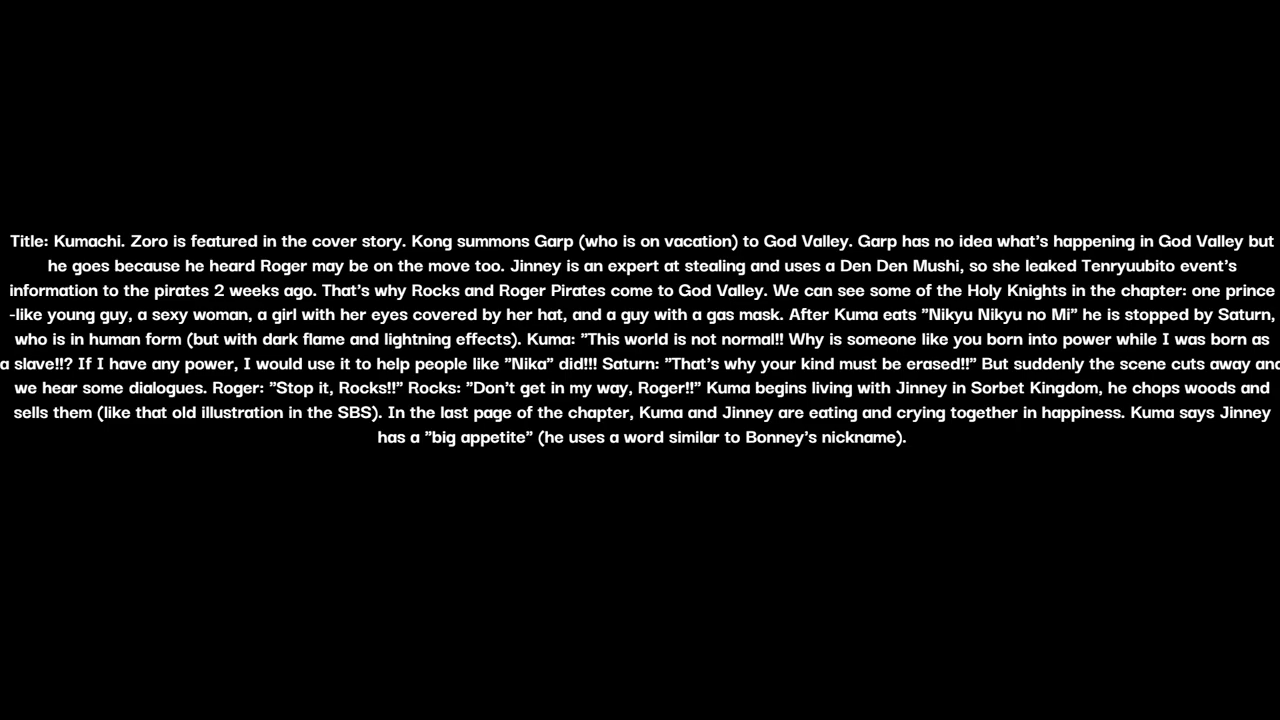 Title: Kumachi. Zoro is featured in the cover story. Kong summons Garp (who is on vacation) to God Valley. Garp has no idea what's happening in God Valley but
he goes because he heard Roger may be on the move too. Jinney is an expert at stealing and uses a Den Den Mushi, so she leaked Tenryuubito event's
information to the pirates 2 weeks ago. That's why Rocks and Roger Pirates come to God Valley. We can see some of the Holy Knights in the chapter: one prince
-like young guy, a sexy woman, a girl with her eyes covered by her hat, and a guy with a gas mask. After Kuma eats "Nikyu Nikyu no Mi" he is stopped by Saturn,
who is in human form (but with dark flame and lightning effects). Kuma: "This world is not normal!! Why is someone like you born into power while I was born as
a slave!!? If I have any power, I would use it to help people like "Nika" did!!! Saturn: "That's why your kind must be erased!!" But suddenly the scene cuts away and
we hear some dialogues. Roger: "Stop it, Rocks!!" Rocks: "Don't get in my way, Roger!!" Kuma begins living with Jinney in Sorbet Kingdom, he chops woods and
sells them (like that old illustration in the SBS). In the last page of the chapter, Kuma and Jinney are eating and crying together in happiness. Kuma says Jinney
has a "big appetite" (he uses a word similar to Bonney's nickname).